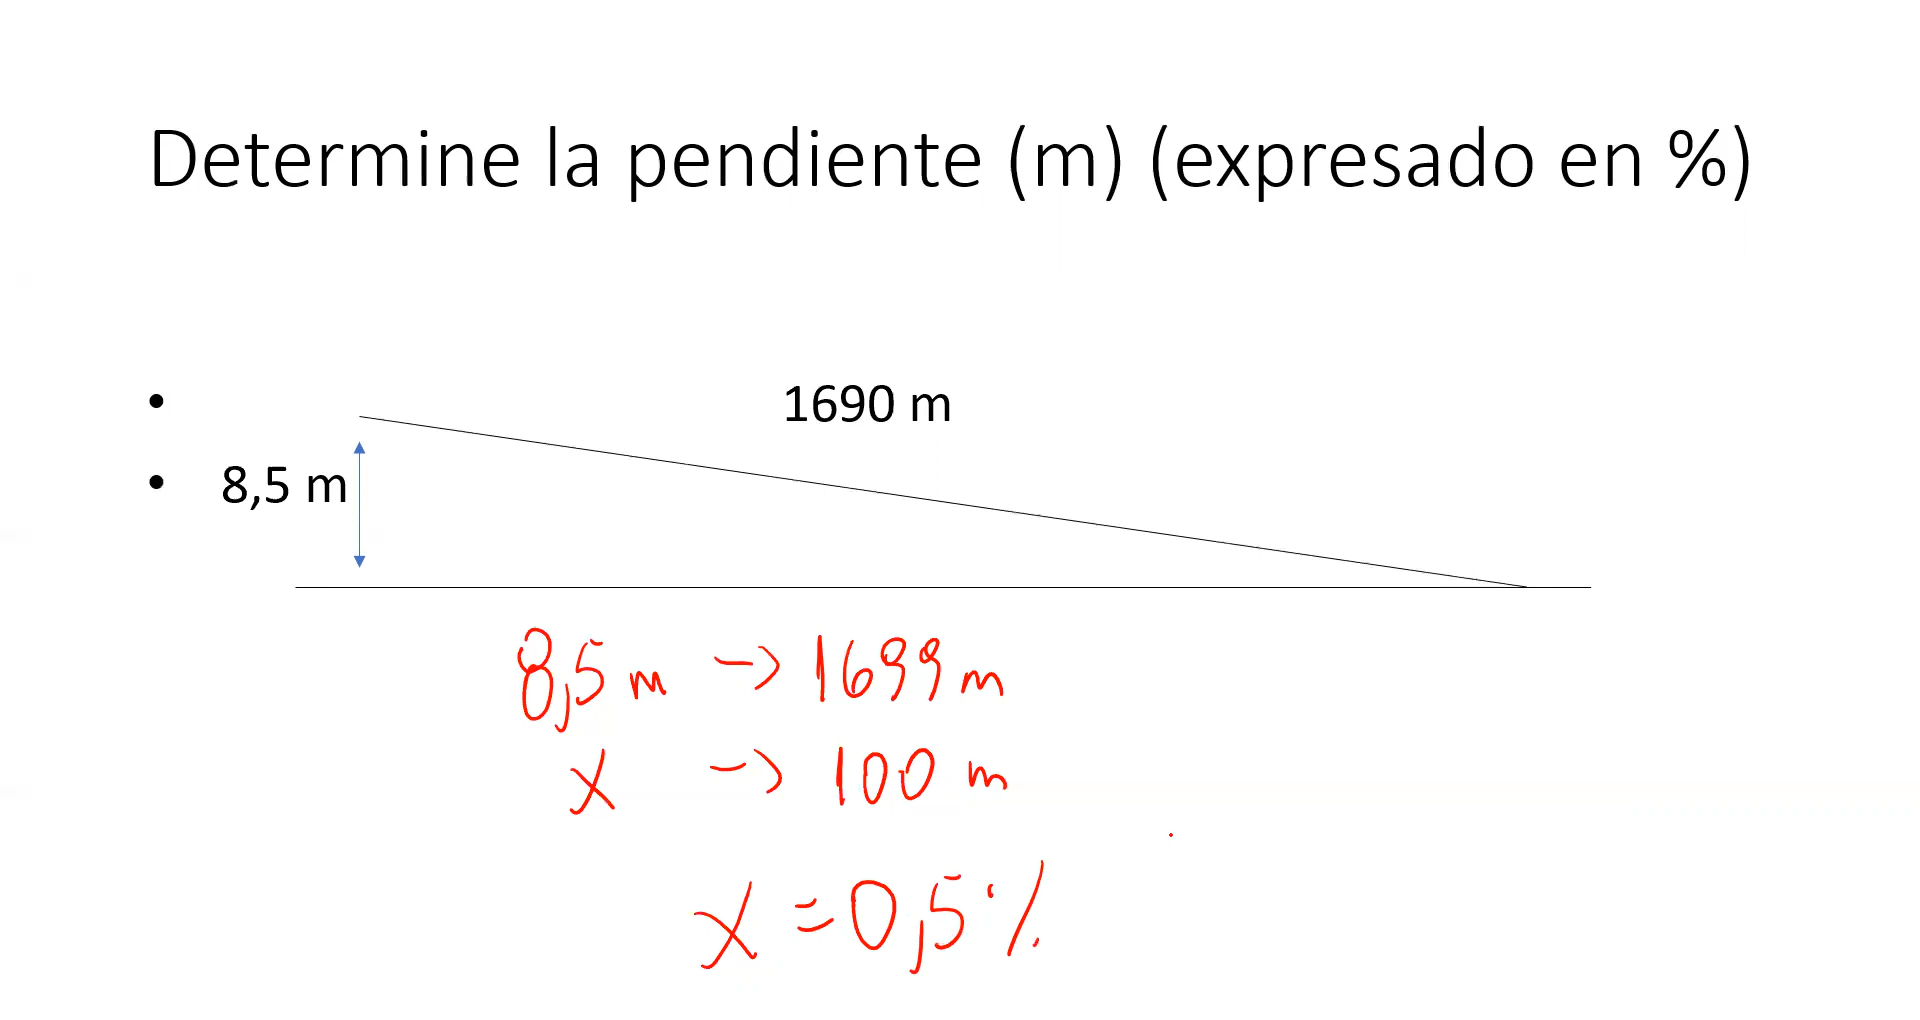 Determine la pendiente (m) (expresado en %)
• 1690 m
• 8,5 m
8,5 m -> 1699 m
x -> 100 m
x = 0,5 %